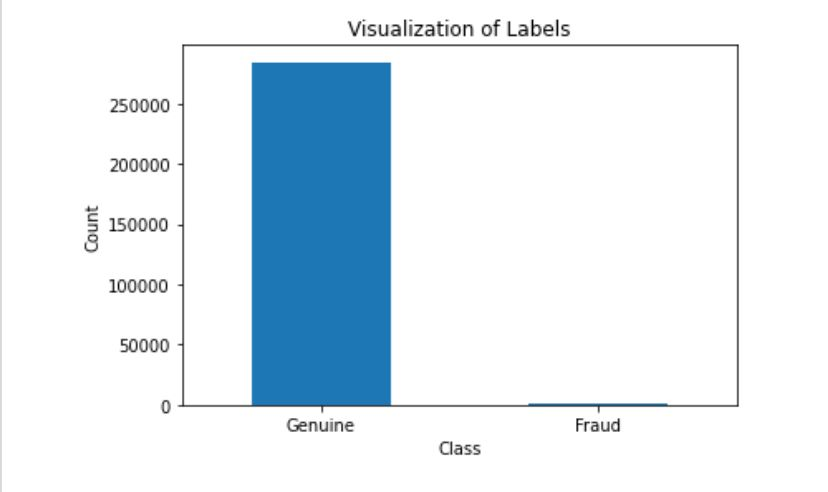 Visualization of Labels
250000
200000
150000
100000
50000
0
Count
Genuine Fraud
Class